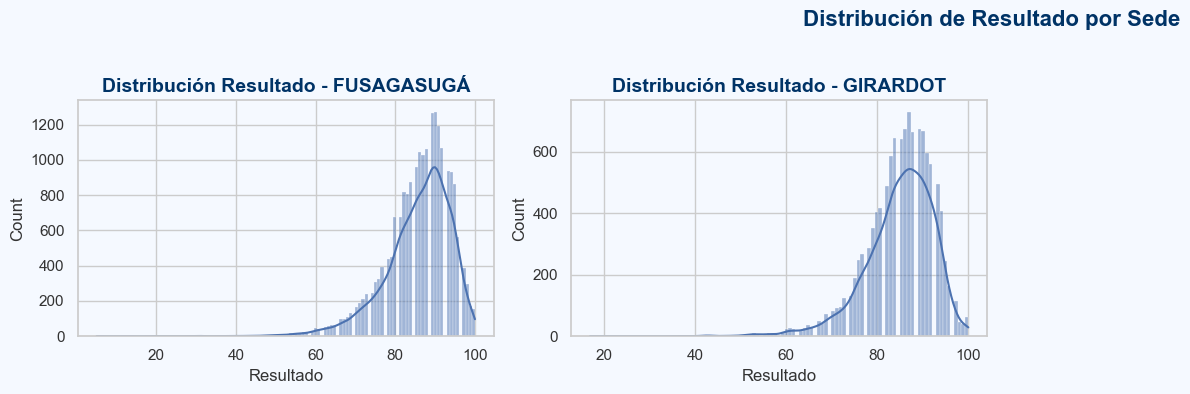 Distribución de Resultado por Sede
Distribución Resultado - FUSAGASUGÁ
Count
1200
1000
800
600
400
200
0
20 40 60 80 100
Resultado
Distribución Resultado - GIRARDOT
Count
600
400
200
0
20 40 60 80 100
Resultado